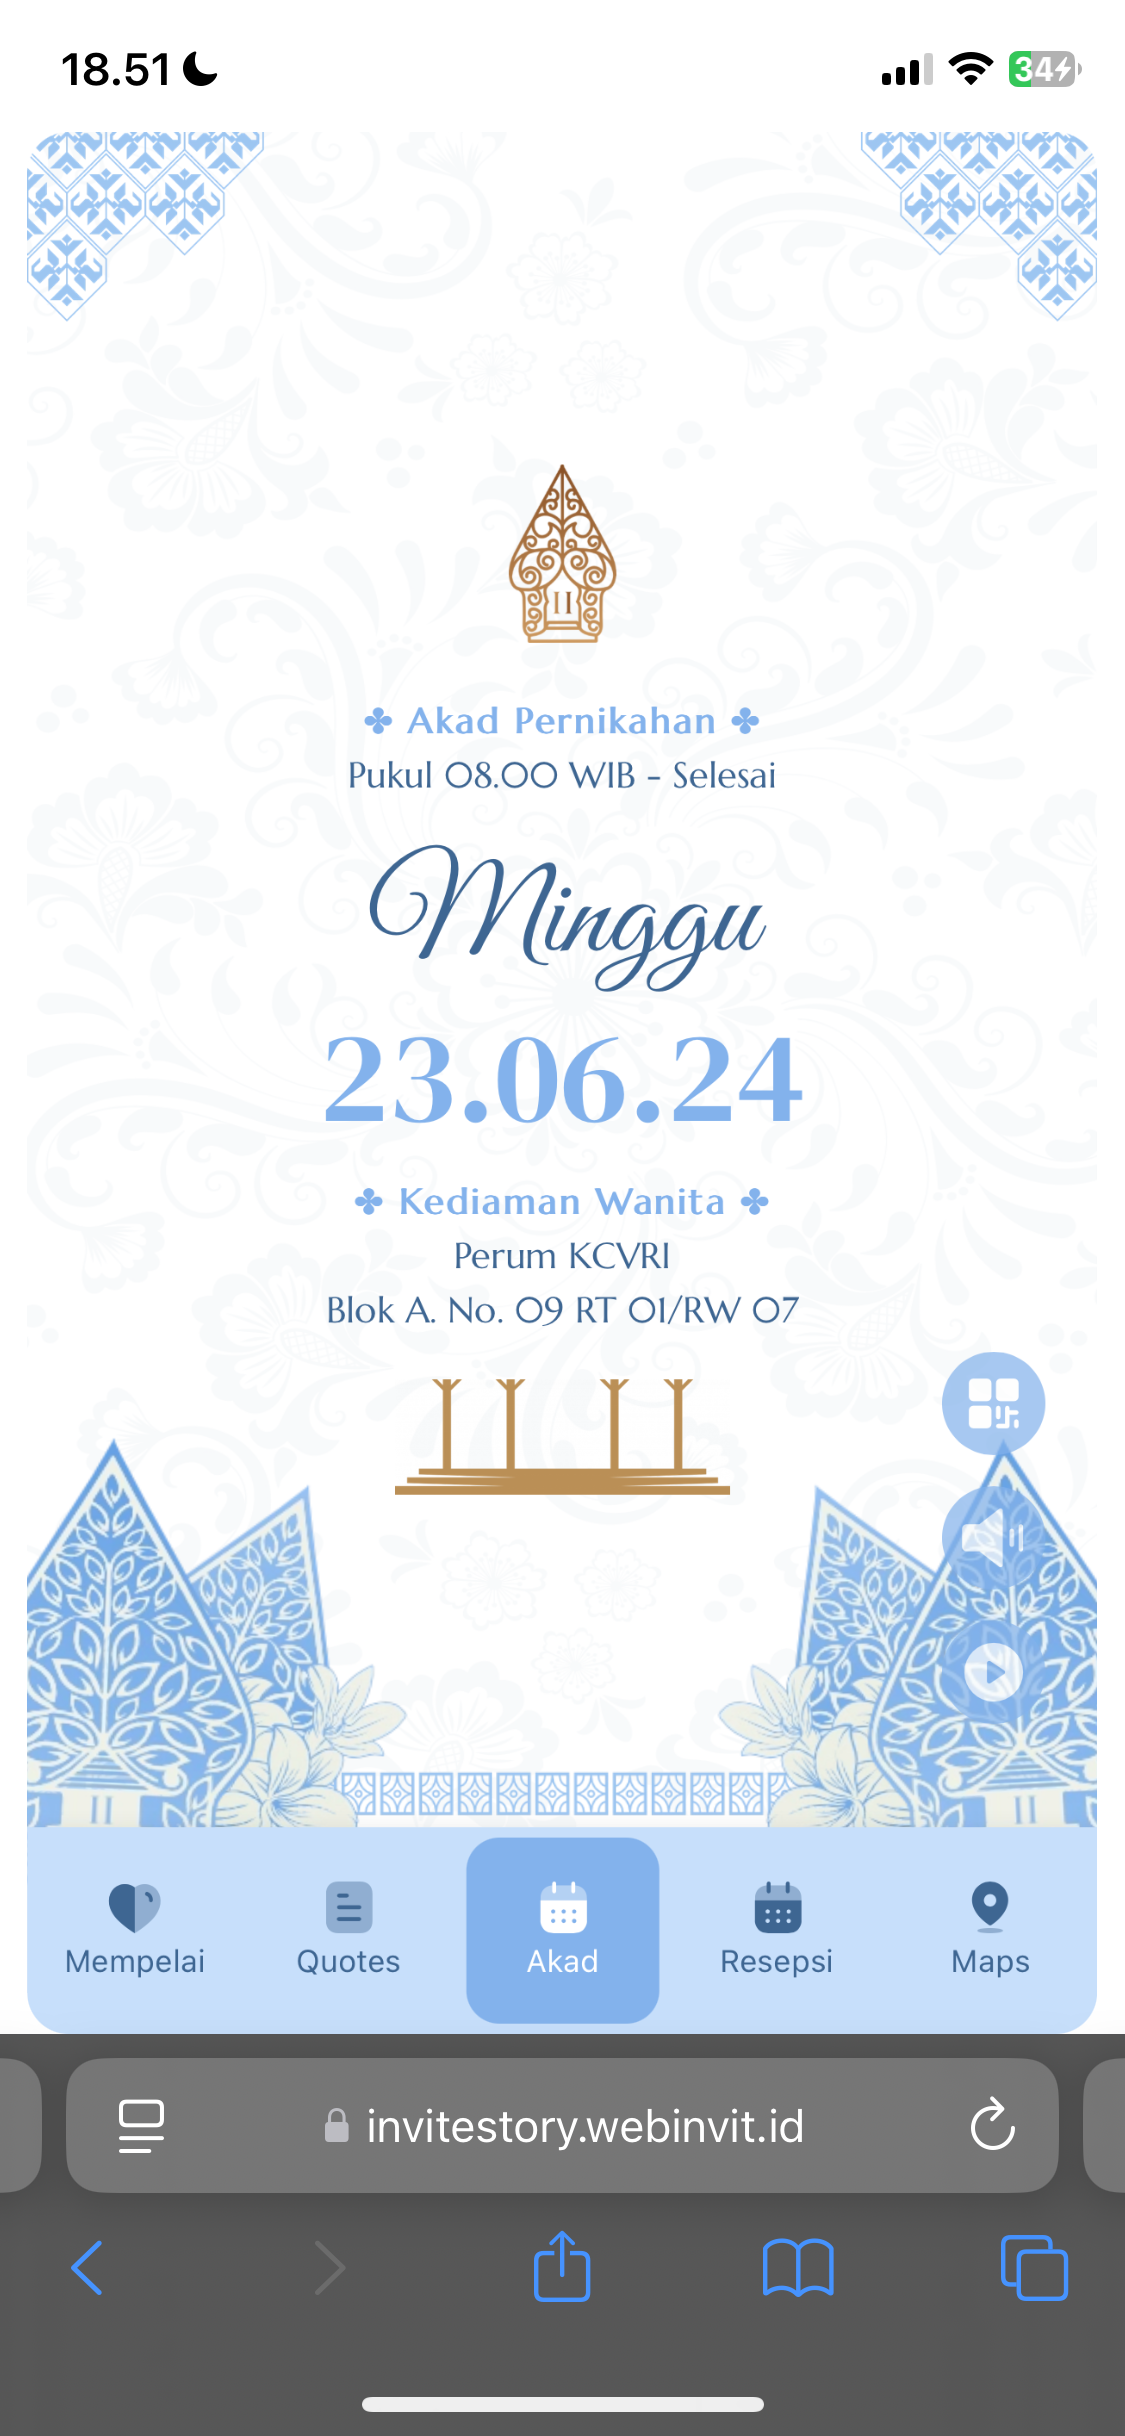 18.51
34
Akad Pernikahan
Pukul 08.00 WIB - Selesai
Minggu
23.06.24
Kediaman Wanita
Perum KCVRI
Blok A. No. 09 RT 01/RW 07
Mempelai
Quotes
Akad
Resepsi
Maps
invitestory.webinvit.id